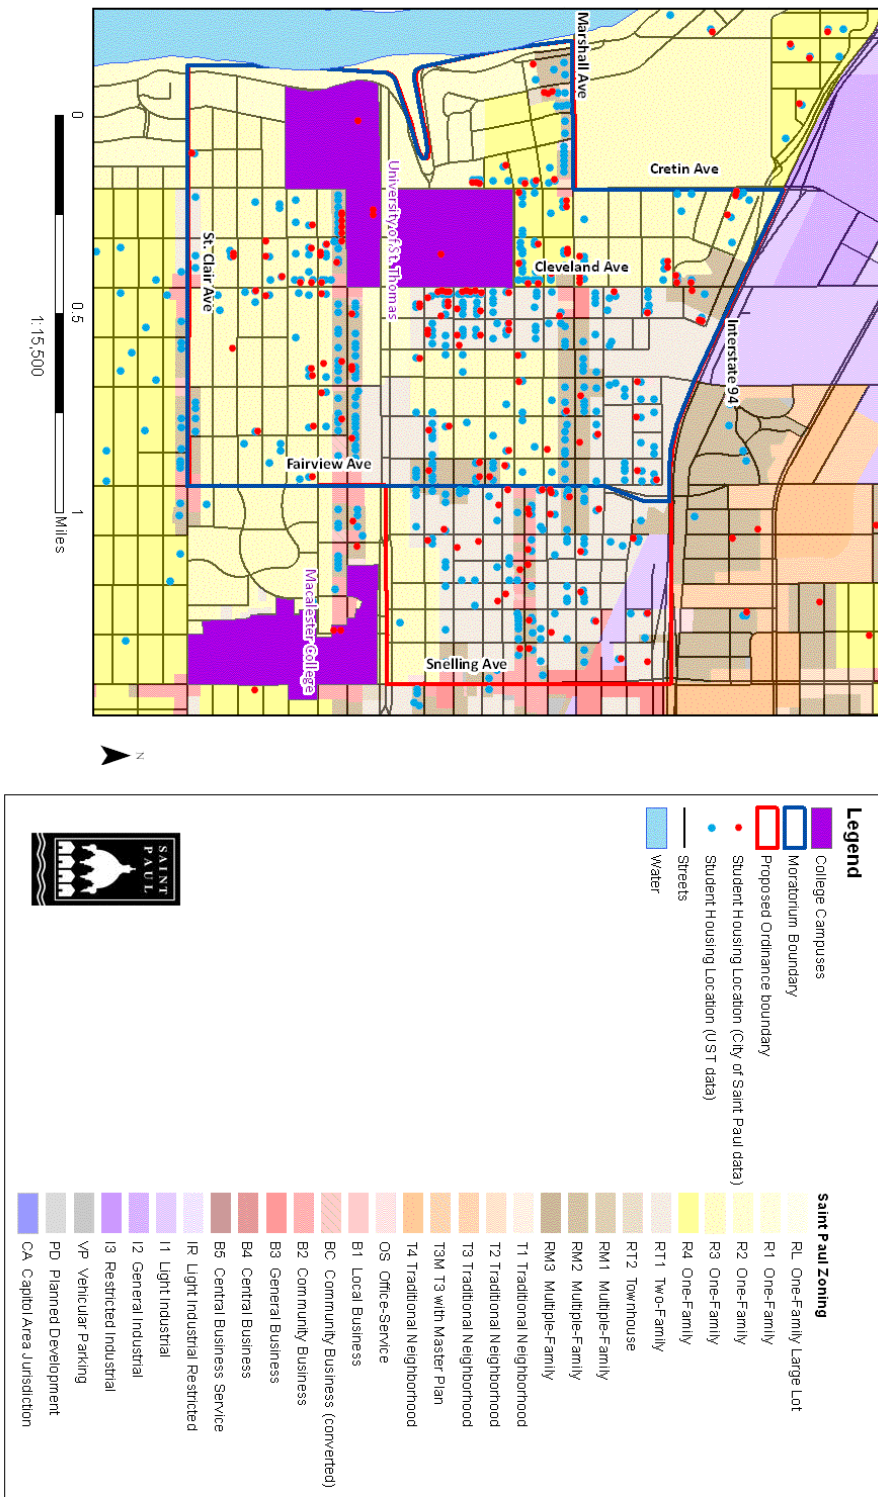 Marshall Ave
Cretin Ave
Cleveland Ave
University of St. Thomas
St. Clair Ave
Interstate 94
Fairview Ave
Snelling Ave
Macalester College
0
0.5
1
Miles
1:15,500
N
Legend
College Campuses
Moratorium Boundary
Proposed Ordinance boundary
Student Housing Location (City of Saint Paul data)
Student Housing Location (UST data)
Streets
Water
Saint Paul Zoning
RL One-Family Large Lot
R1 One-Family
R2 One-Family
R3 One-Family
R4 One-Family
RT1 Two-Family
RT2 Townhouse
RM1 Multiple-Family
RM2 Multiple-Family
RM3 Multiple-Family
T1 Traditional Neighborhood
T2 Traditional Neighborhood
T3 Traditional Neighborhood
T3M T3 with Master Plan
T4 Traditional Neighborhood
OS Office-Service
B1 Local Business
BC Community Business (converted)
B2 Community Business
B3 General Business
B4 Central Business
B5 Central Business Service
IR Light Industrial Restricted
I1 Light Industrial
I2 General Industrial
I3 Restricted Industrial
VP Vehicular Parking
PD Planned Development
CA Capitol Area Jurisdiction
SAINT
PAUL